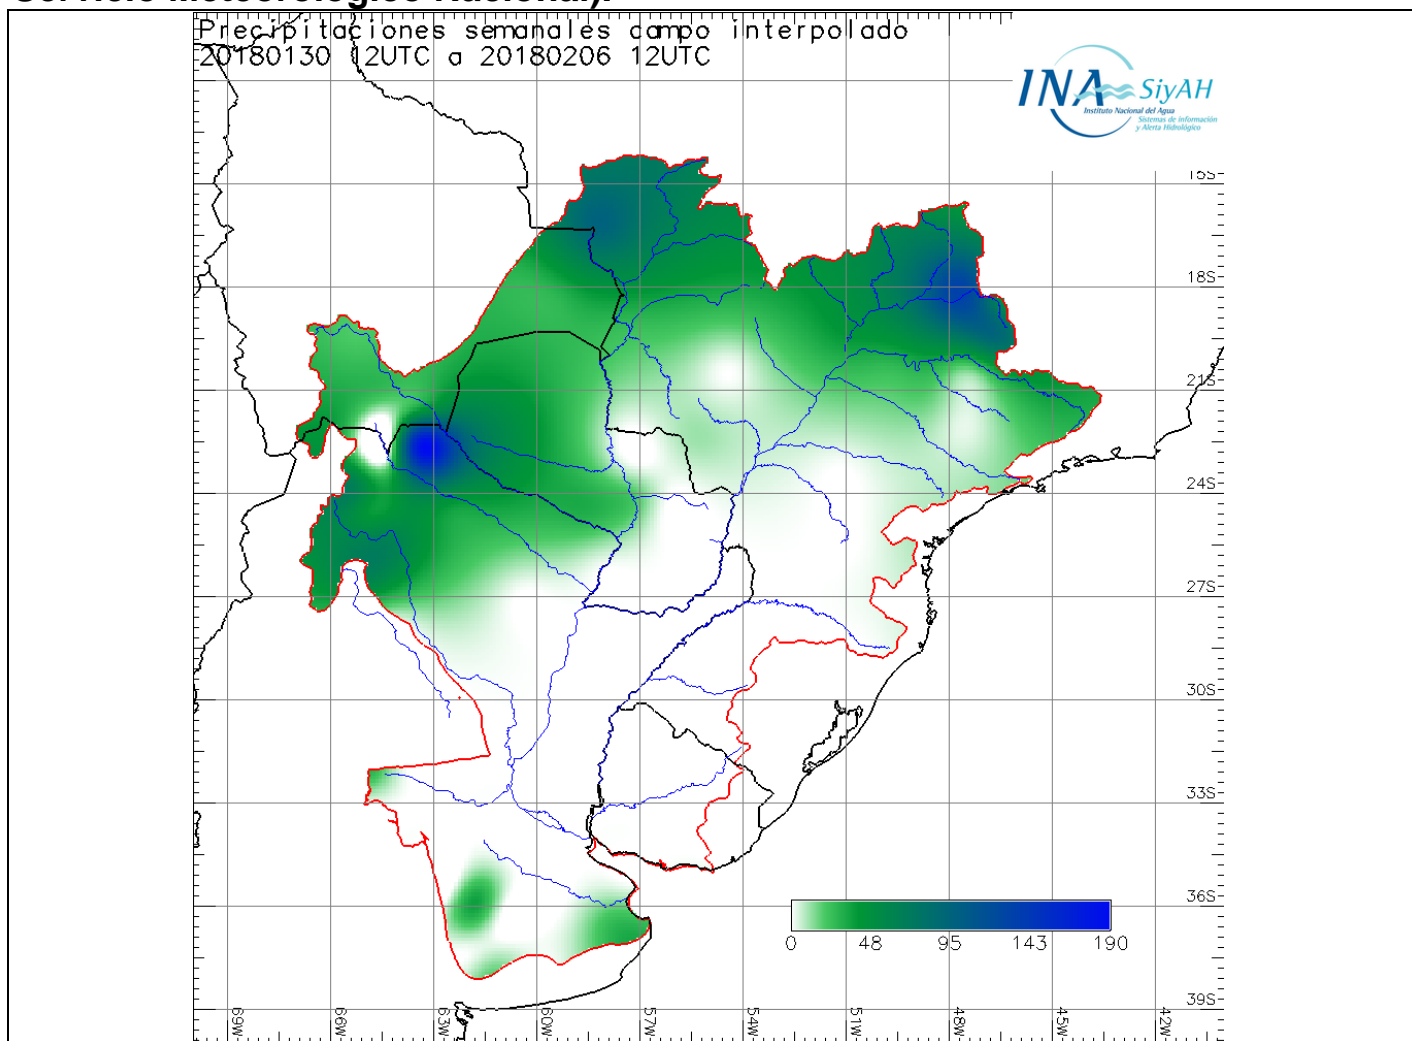 Precipitaciones semanales campo interpolado
20180130 12UTC a 20180206 12UTC
INA SiyAH
Instituto Nacional del Agua
Sistemas de información
y Alerta Hidrológico
15S
18S
21S
24S
27S
30S
33S
36S
39S
0 48 95 143 190
69W 66W 63W 60W 57W 54W 51W 48W 45W 42W